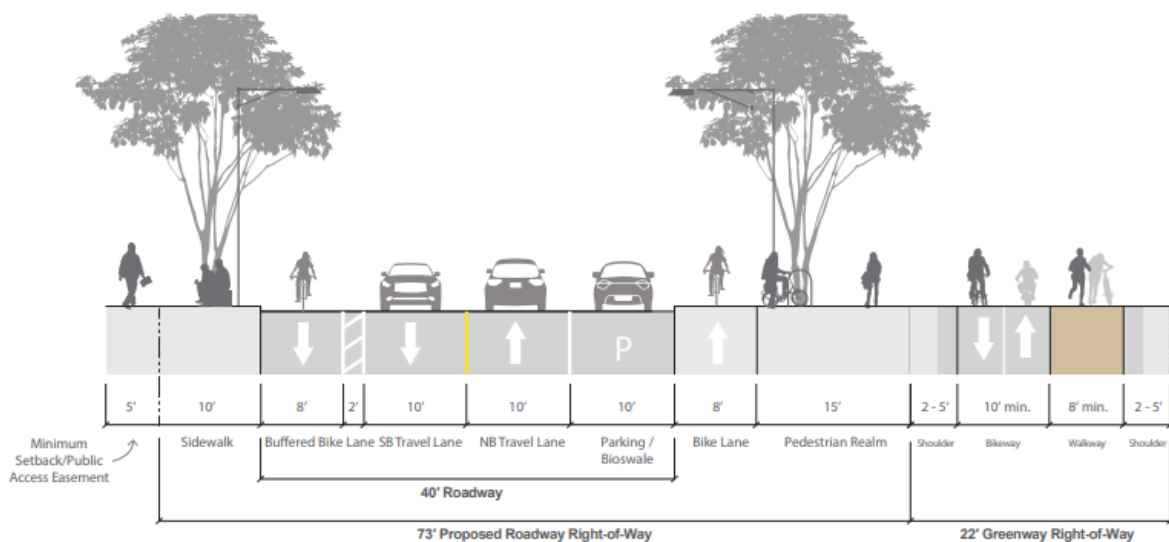 P
5'
10'
8'
2'
10'
10'
10'
8'
15'
2 - 5'
10' min.
8' min.
2 - 5'
Minimum
Setback/Public
Access Easement
Sidewalk
Buffered Bike Lane
SB Travel Lane
NB Travel Lane
Parking /
Bioswale
Bike Lane
Pedestrian Realm
Shoulder
Bikeway
Walkway
Shoulder
40' Roadway
73' Proposed Roadway Right-of-Way
22' Greenway Right-of-Way